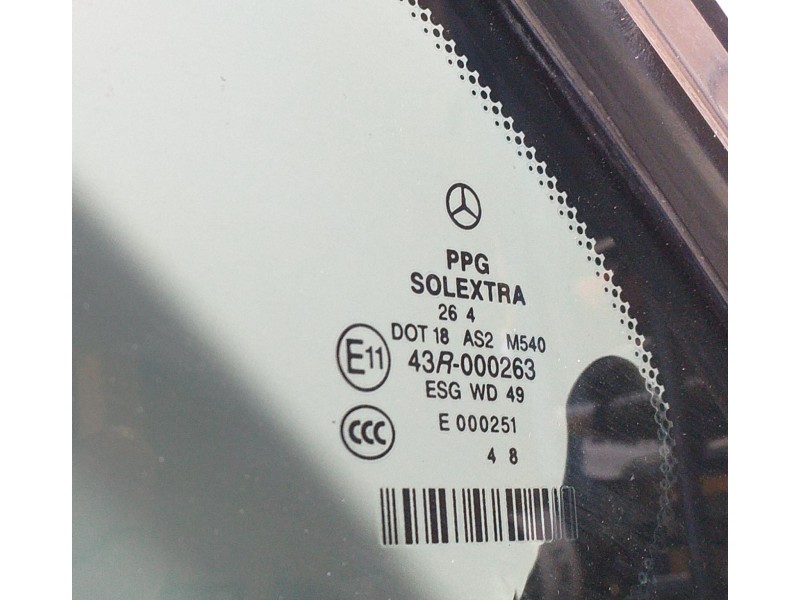 PPG
SOLEXTRA
26 4
DOT 18 AS2 M540
E11 43R-000263
ESG WD 49
CCC E 000251
4 8